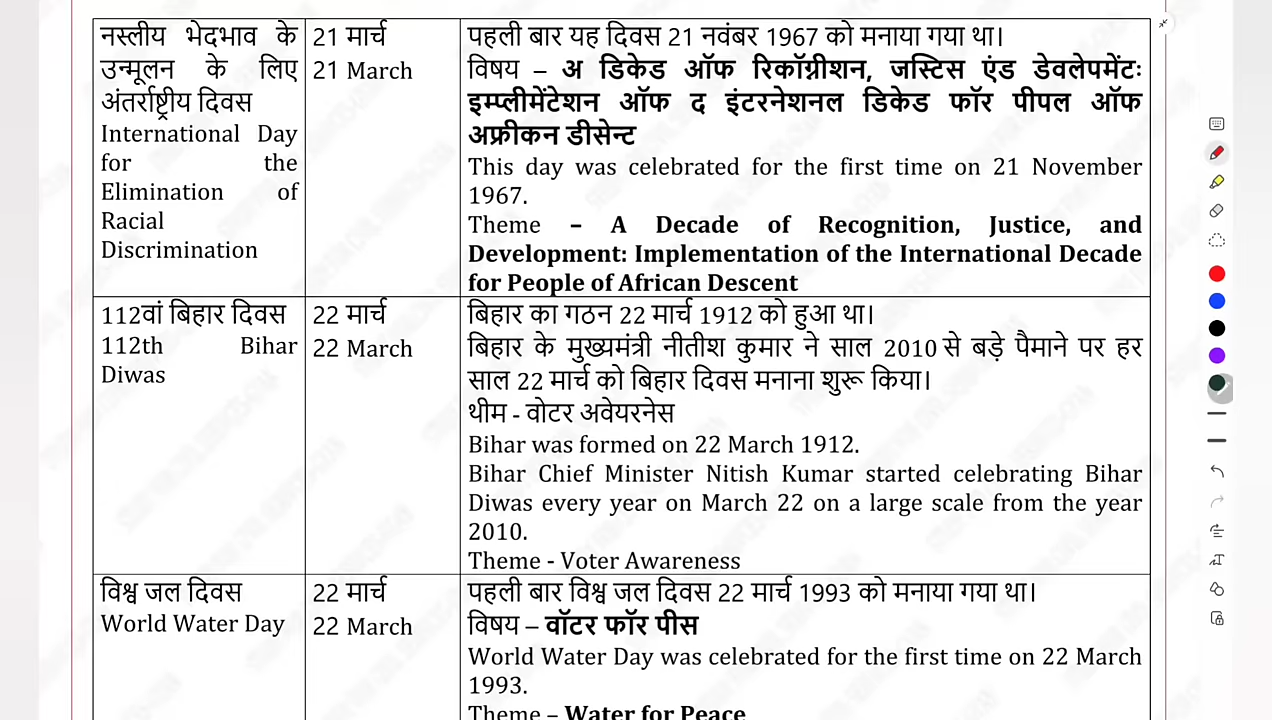 नस्लीय भेदभाव के
उन्मूलन के लिए
अंतर्राष्ट्रीय दिवस
International Day
for the
Elimination of
Racial
Discrimination
21 मार्च
21 March
पहली बार यह दिवस 21 नवंबर 1967 को मनाया गया था।
विषय – अ डिकेड ऑफ रिकॉग्नीशन, जस्टिस एंड डेवलेपमेंटः
इम्प्लीमेंटेशन ऑफ द इंटरनेशनल डिकेड फॉर पीपल ऑफ
अफ्रीकन डीसेन्ट
This day was celebrated for the first time on 21 November
1967.
Theme – A Decade of Recognition, Justice, and
Development: Implementation of the International Decade
for People of African Descent
112वां बिहार दिवस
112th Bihar
Diwas
22 मार्च
22 March
बिहार का गठन 22 मार्च 1912 को हुआ था।
बिहार के मुख्यमंत्री नीतीश कुमार ने साल 2010 से बड़े पैमाने पर हर
साल 22 मार्च को बिहार दिवस मनाना शुरू किया।
थीम - वोटर अवेयरनेस
Bihar was formed on 22 March 1912.
Bihar Chief Minister Nitish Kumar started celebrating Bihar
Diwas every year on March 22 on a large scale from the year
2010.
Theme - Voter Awareness
विश्व जल दिवस
World Water Day
22 मार्च
22 March
पहली बार विश्व जल दिवस 22 मार्च 1993 को मनाया गया था।
विषय – वॉटर फॉर पीस
World Water Day was celebrated for the first time on 22 March
1993.
Theme – Water for Peace